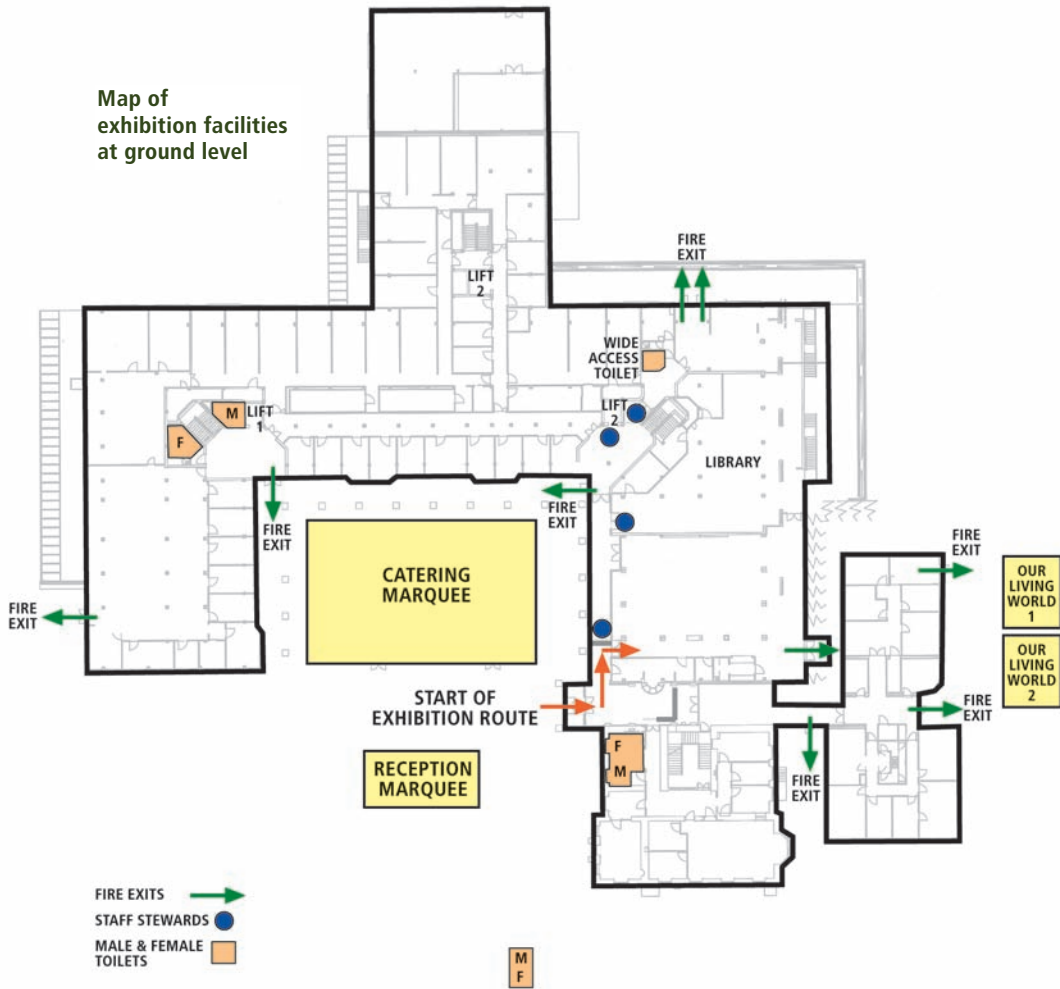 Map of
exhibition facilities
at ground level
FIRE
EXIT
LIFT
2
WIDE
ACCESS
TOILET
M
LIFT
1
F
LIFT
2
LIBRARY
FIRE
EXIT
FIRE
EXIT
FIRE
EXIT
CATERING
MARQUEE
OUR
LIVING
WORLD
1
FIRE
EXIT
OUR
LIVING
WORLD
2
START OF
EXHIBITION ROUTE
FIRE
EXIT
F
M
RECEPTION
MARQUEE
FIRE
EXIT
FIRE EXITS
STAFF STEWARDS
MALE & FEMALE
TOILETS
M
F